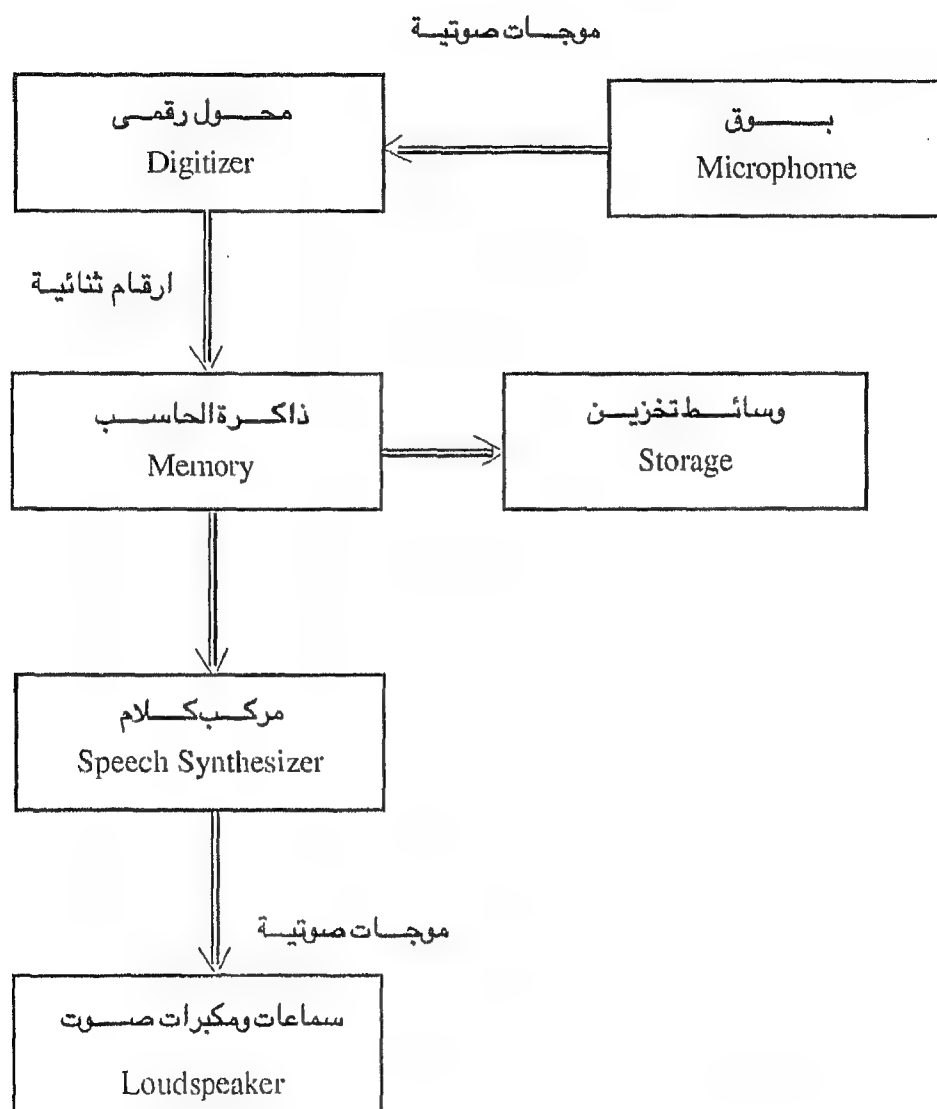 موجات صوتية
بوق
Microphome
محول رقمى
Digitizer
ارقام ثنائية
ذاكرة الحاسب
Memory
وسائط تخزين
Storage
مركب كلام
Speech Synthesizer
موجات صوتية
سماعات ومكبرات صوت
Loudspeaker